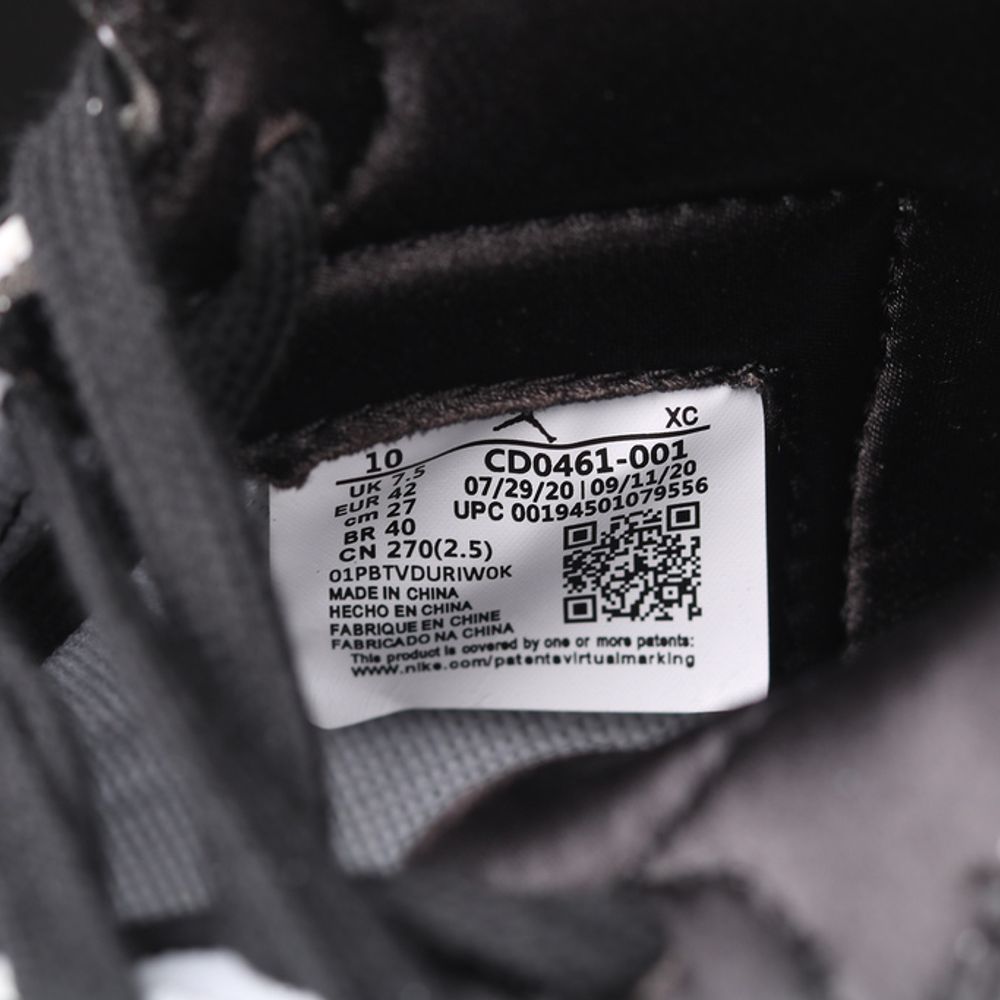 XC
10
CD0461-001
UK 7.5
07/29/20 | 09/11/20
EUR 42
UPC 00194501079556
cm 27
BR 40
CN 270(2.5)
01PBTVDURIW0K
MADE IN CHINA
HECHO EN CHINA
FABRIQUE EN CHINE
FABRICADO NA CHINA
This product is covered by one or more patents:
www.nike.com/patentsvirtualmarking